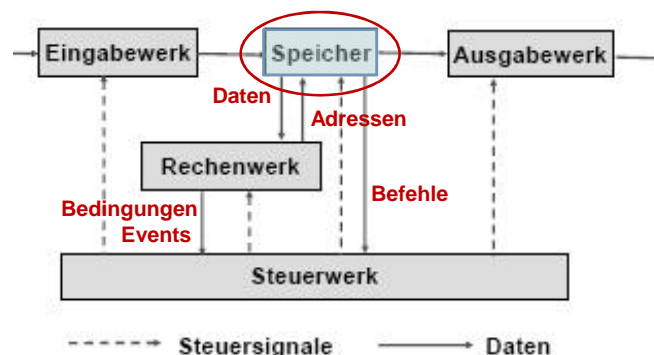 Eingabewerk
Speicher
Ausgabewerk
Daten
Adressen
Rechenwerk
Befehle
Bedingungen
Events
Steuerwerk
Steuersignale
Daten